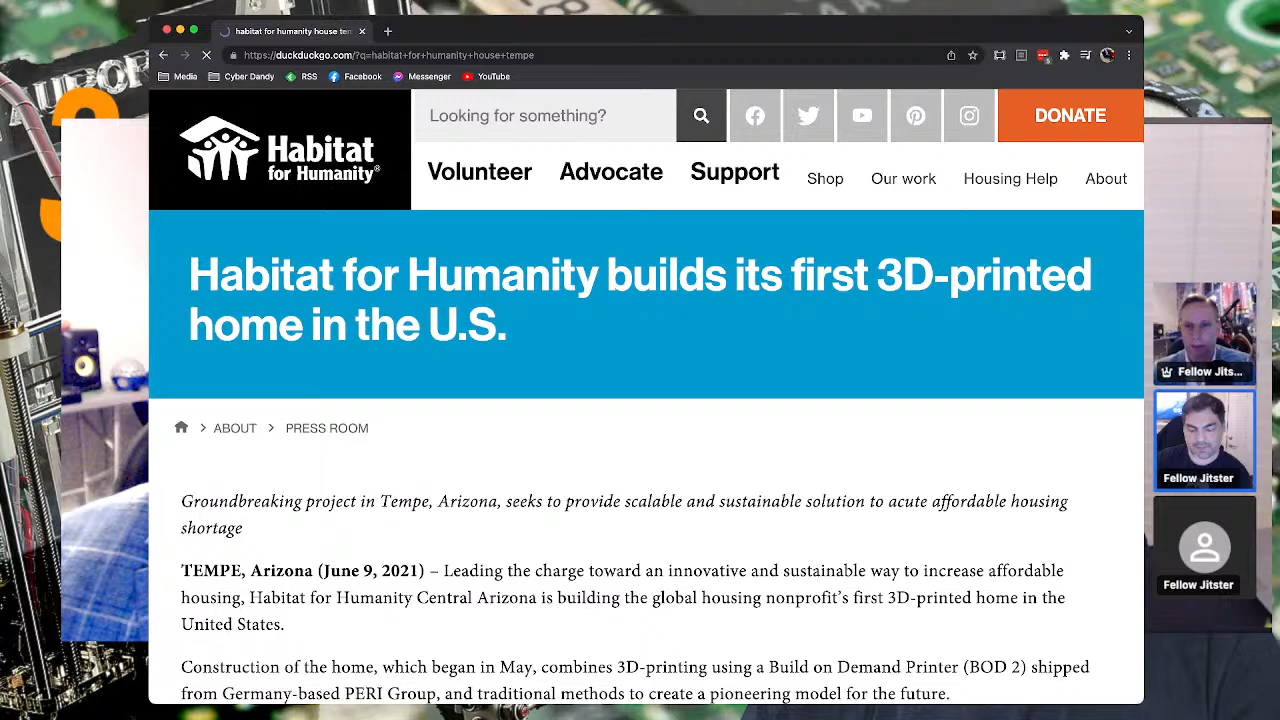 habitat for humanity house tem
https://duckduckgo.com/?q=habitat+for+humanity+house+tempe
Media Cyber Dandy RSS Facebook Messenger YouTube
Habitat for Humanity®
Looking for something?
DONATE
Volunteer Advocate Support Shop Our work Housing Help About
Habitat for Humanity builds its first 3D-printed
home in the U.S.
ABOUT PRESS ROOM
Groundbreaking project in Tempe, Arizona, seeks to provide scalable and sustainable solution to acute affordable housing
shortage
TEMPE, Arizona (June 9, 2021) – Leading the charge toward an innovative and sustainable way to increase affordable
housing, Habitat for Humanity Central Arizona is building the global housing nonprofit’s first 3D-printed home in the
United States.
Construction of the home, which began in May, combines 3D-printing using a Build on Demand Printer (BOD 2) shipped
from Germany-based PERI Group, and traditional methods to create a pioneering model for the future.
Fellow Jits...
Fellow Jitster
Fellow Jitster